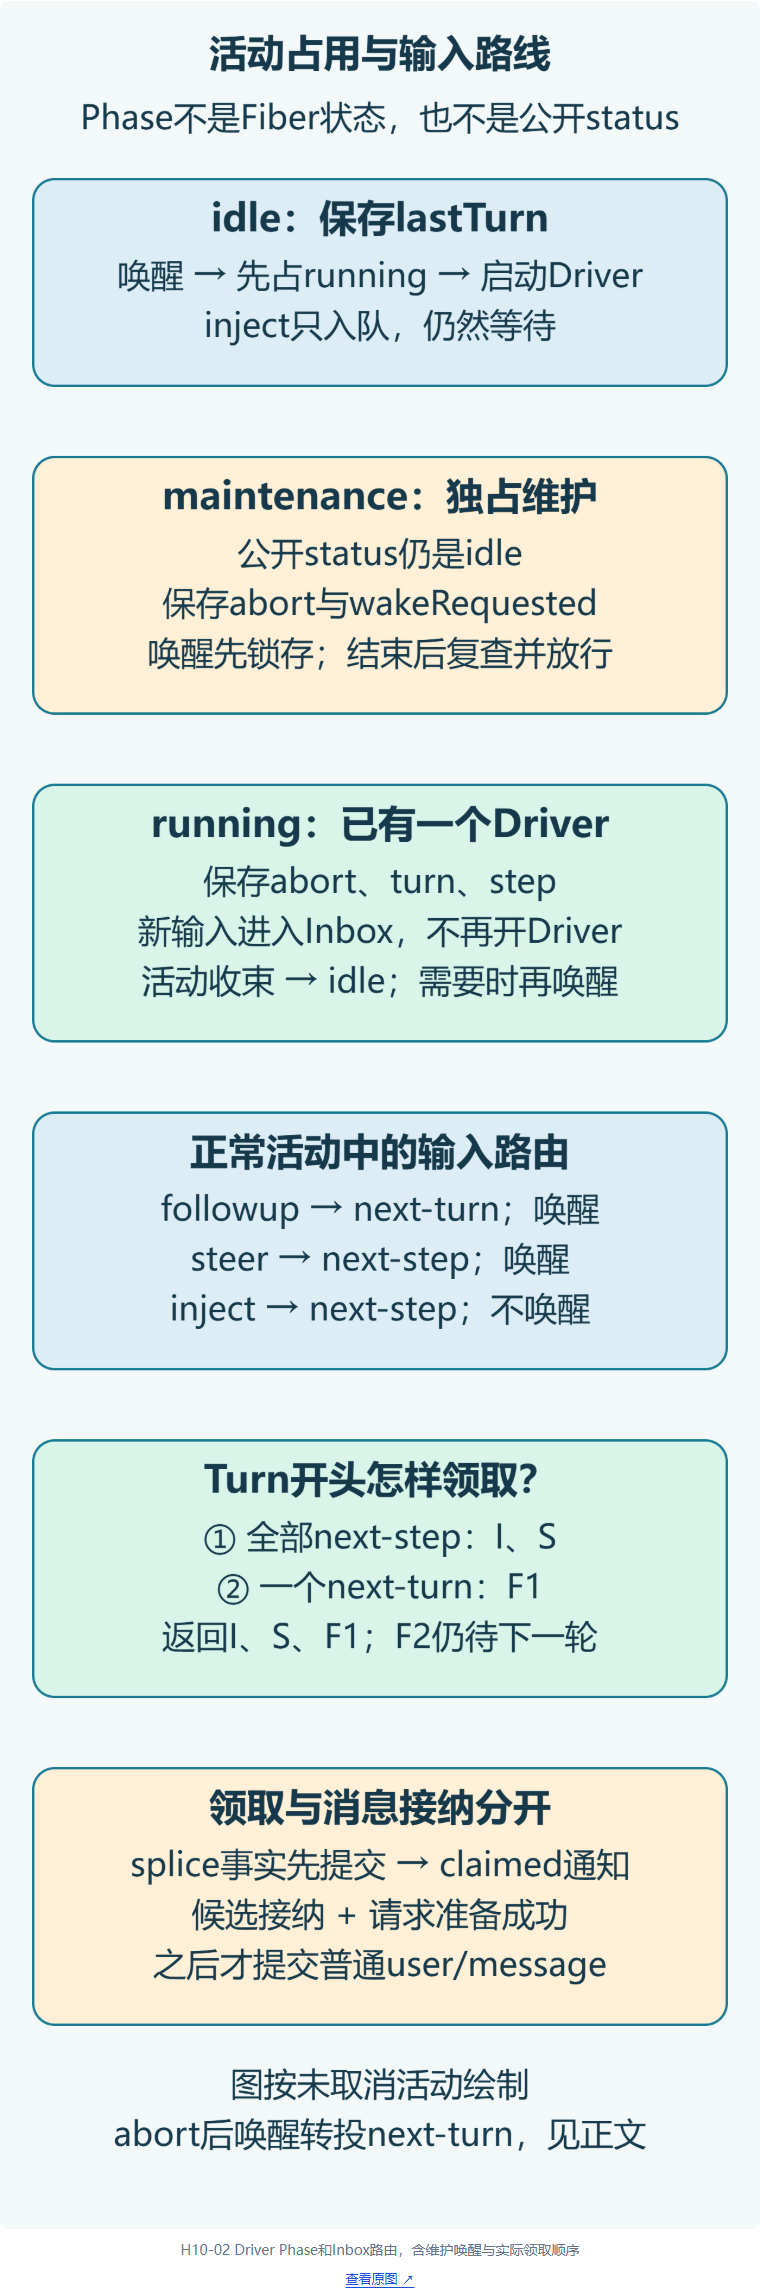 活动占用与输入路线
Phase不是Fiber状态，也不是公开status
idle：保存lastTurn
唤醒 → 先占running → 启动Driver
inject只入队，仍然等待
maintenance：独占维护
公开status仍是idle
保存abort与wakeRequested
唤醒先锁存；结束后复查并放行
running：已有一个Driver
保存abort、turn、step
新输入进入Inbox，不再开Driver
活动收束 → idle；需要时再唤醒
正常活动中的输入路由
followup → next-turn；唤醒
steer → next-step；唤醒
inject → next-step；不唤醒
Turn开头怎样领取？
① 全部next-step：I、S
② 一个next-turn：F1
返回I、S、F1；F2仍待下一轮
领取与消息接纳分开
splice事实先提交 → claimed通知
候选接纳 + 请求准备成功
之后才提交普通user/message
图按未取消活动绘制
abort后唤醒转投next-turn，见正文
H10-02 Driver Phase和Inbox路由，含维护唤醒与实际领取顺序
查看原图 ↗